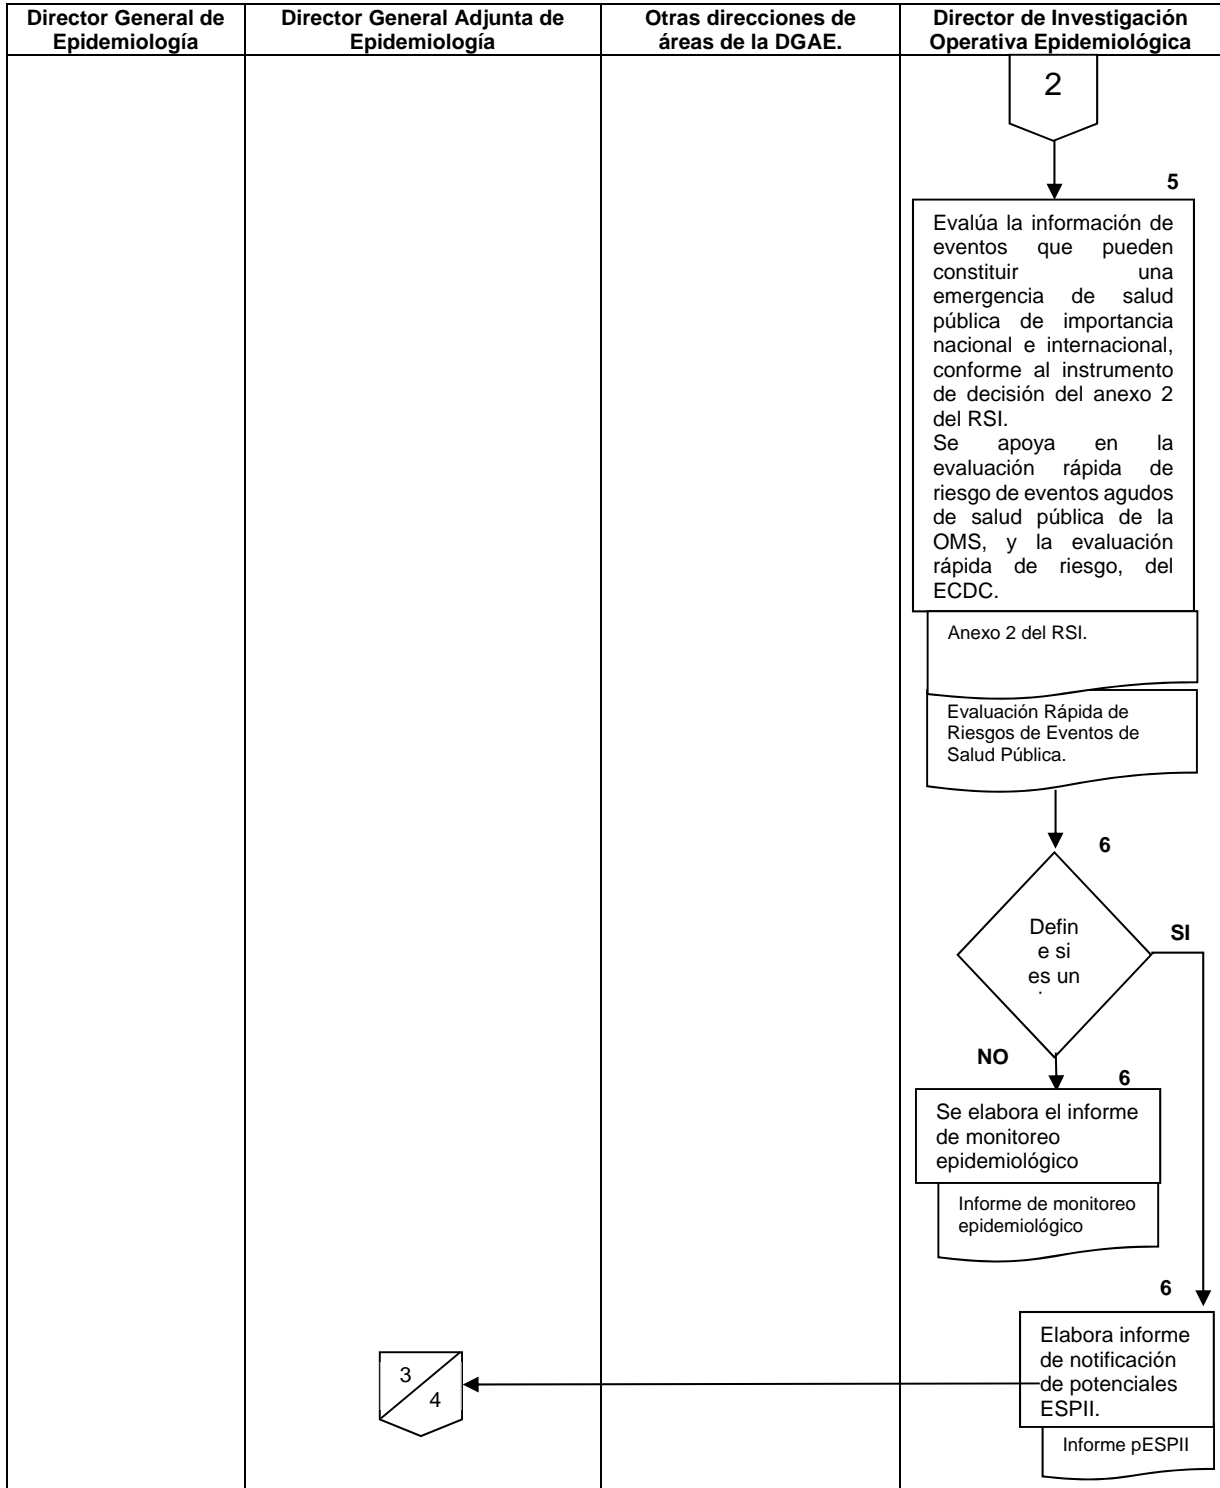 Director General de
Epidemiología
Director General Adjunta de
Epidemiología
Otras direcciones de
áreas de la DGAE.
Director de Investigación
Operativa Epidemiológica
2
5
Evalúa la información de
eventos que pueden
constituir una
emergencia de salud
pública de importancia
nacional e internacional,
conforme al instrumento
de decisión del anexo 2
del RSI.
Se apoya en la
evaluación rápida de
riesgo de eventos agudos
de salud pública de la
OMS, y la evaluación
rápida de riesgo, del
ECDC.
Anexo 2 del RSI.
Evaluación Rápida de
Riesgos de Eventos de
Salud Pública.
6
Defin
e si
es un
SI
NO
6
Se elabora el informe
de monitoreo
epidemiológico
Informe de monitoreo
epidemiológico
6
Elabora informe
de notificación
de potenciales
ESPII.
Informe pESPII
3
4